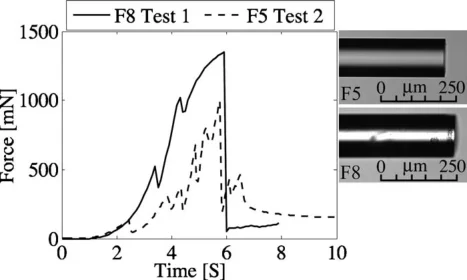 F8 Test 1 F5 Test 2
1500
1000
500
0
Force [mN]
0 2 4 6 8 10
Time [S]
F5 0 µm 250
F8 0 µm 250